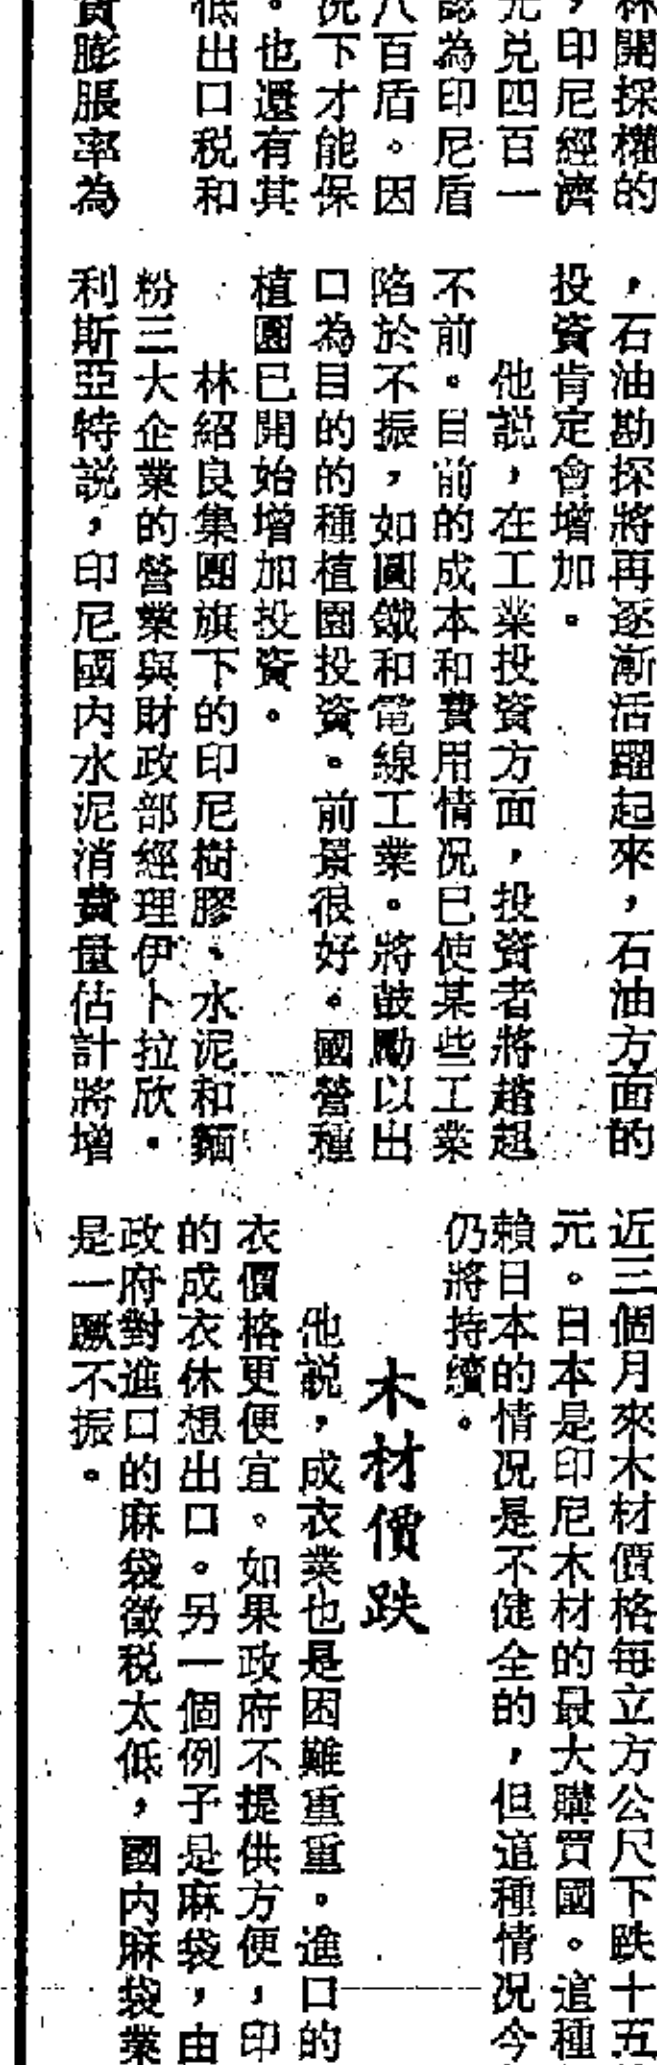 林開採權的
，印尼經濟
元兑四百一
認為印尼盾
八百盾。因
況下才能保
。也還有其
低出口税和
貨膨脹率為
，石油勘探將再逐漸活躍起來，石油方面的
投資肯定會增加。
他説，在工業投資方面，投資者將趑趄
不前。目前的成本和費用情况已使某些工業
陷於不振，如圓鐵和電線工業。將鼓勵以出
口為目的的種植園投資。前景很好。國營種
植園已開始增加投資。
林紹良集團旗下的印尼樹膠、水泥和麵
粉三大企業的營業與財政部經理伊卜拉欣·
利斯亞特説，印尼國内水泥消費量估計將增
近三個月來木材價格每立方公尺下跌十五
元。日本是印尼木材的最大購買國。這種
賴日本的情况是不健全的，但這種情况今
仍將持續。
木材價跌
他説，成衣業也是困難重重。進口的
衣價格更便宜。如果政府不提供方便，印
的成衣休想出口。另一個例子是麻袋，由
政府對進口的麻袋徵税太低，國内麻袋業
是一蹶不振。